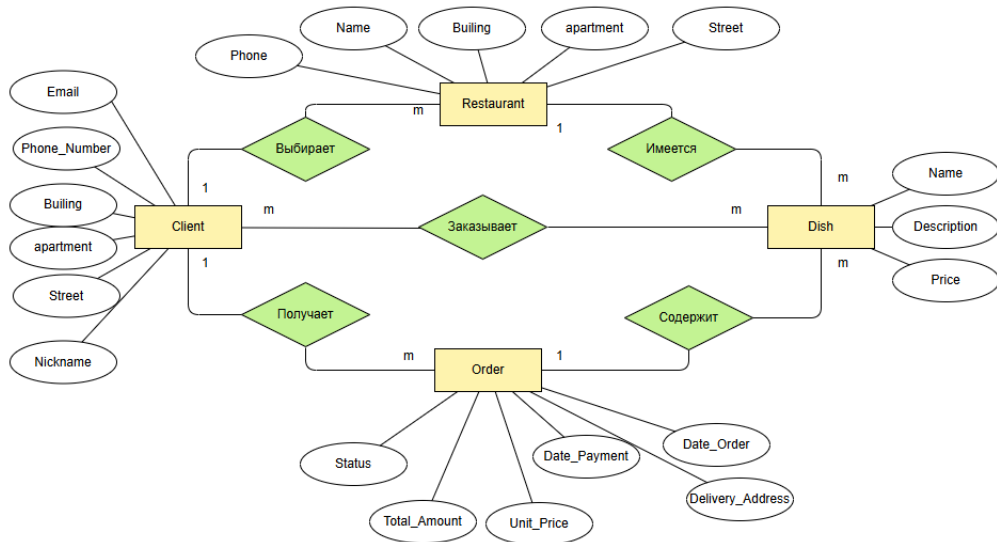 Name
Builing
apartment
Street
Phone
Email
Restaurant
m
1
Выбирает
Имеется
Phone_Number
Name
1
m
Builing
Client
m
Заказывает
m
Dish
Description
apartment
1
m
Street
Price
Получает
Содержит
Nickname
m
Order
1
Status
Date_Payment
Date_Order
Delivery_Address
Total_Amount
Unit_Price